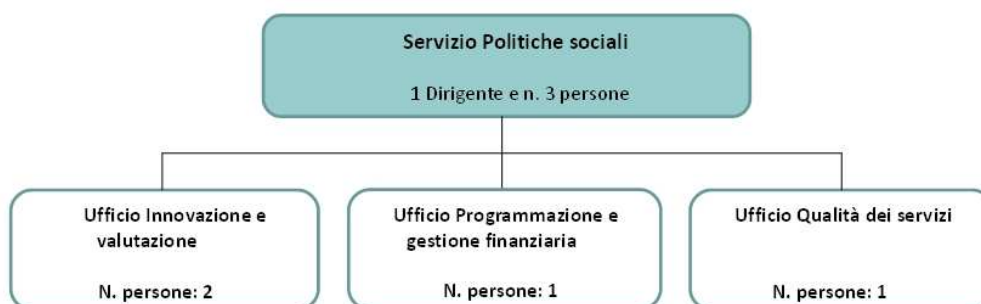 Servizio Politiche sociali
1 Dirigente e n. 3 persone
Ufficio Innovazione e
valutazione
N. persone: 2
Ufficio Programmazione e
gestione finanziaria
N. persone: 1
Ufficio Qualità dei servizi
N. persone: 1